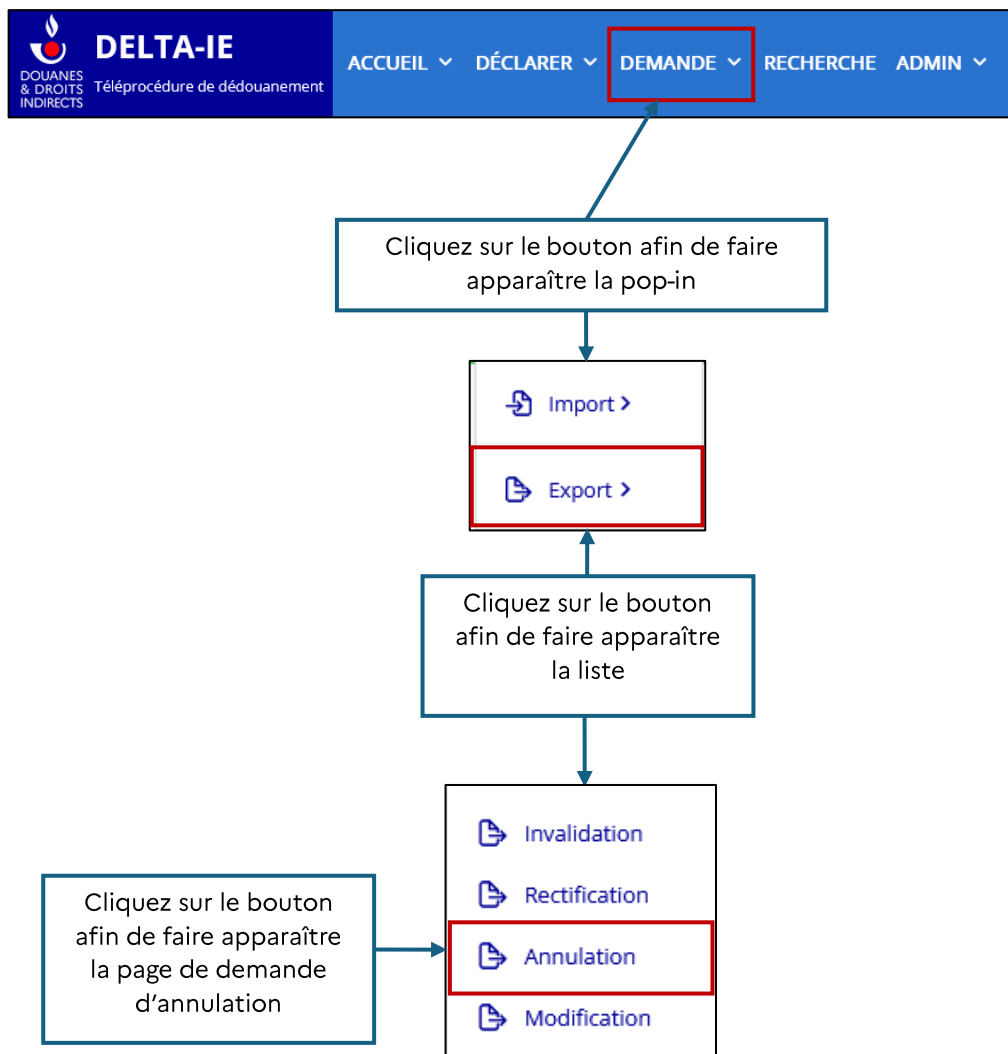 DELTA-IE
DOUANES
& DROITS
INDIRECTS
Téléprocédure de dédouanement
ACCUEIL DÉCLARER DEMANDE RECHERCHE ADMIN
Cliquez sur le bouton afin de faire
apparaître la pop-in
Import >
Export >
Cliquez sur le bouton
afin de faire apparaître
la liste
Invalidation
Rectification
Cliquez sur le bouton
afin de faire apparaître
la page de demande
d’annulation
Annulation
Modification